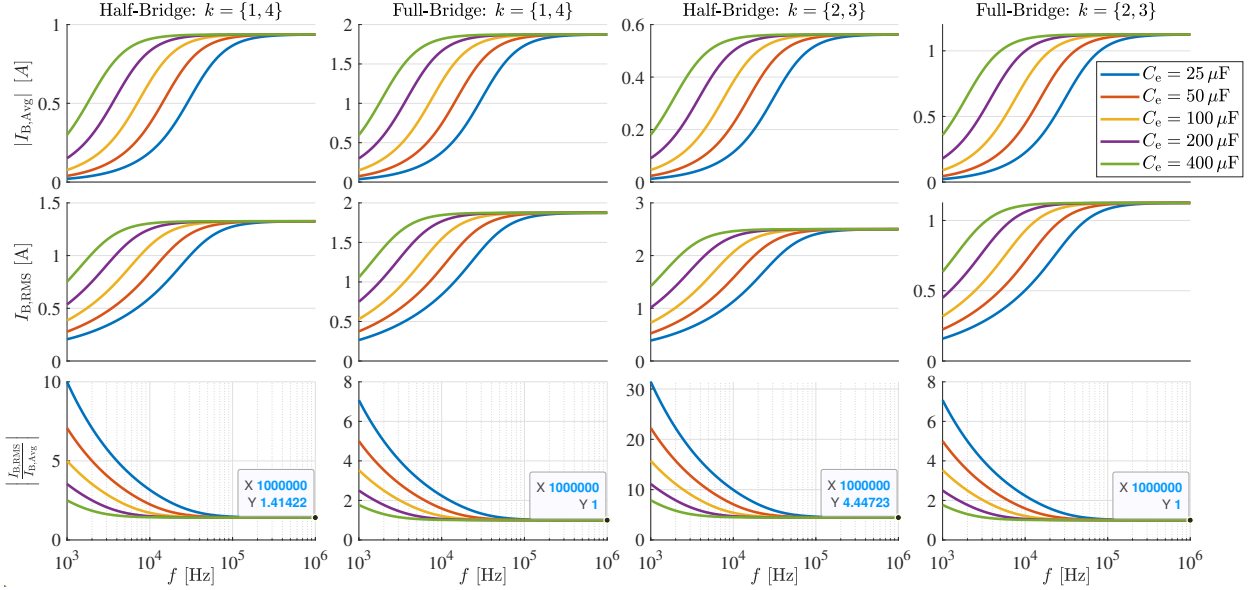 Half-Bridge: k = {1, 4}
Full-Bridge: k = {1, 4}
Half-Bridge: k = {2, 3}
Full-Bridge: k = {2, 3}
|I_B,Avg| [A]
1
0.5
0
2
1.5
1
0.5
0
0.6
0.4
0.2
0
1
0.5
0
C_e = 25 μF
C_e = 50 μF
C_e = 100 μF
C_e = 200 μF
C_e = 400 μF
I_B,RMS [A]
1.5
1
0.5
0
2
1.5
1
0.5
0
3
2
1
0
1
0.5
0
|I_B,RMS / I_B,Avg|
10
5
0
8
6
4
2
0
30
20
10
0
8
6
4
2
0
X 1000000
Y 1.41422
X 1000000
Y 1
X 1000000
Y 4.44723
X 1000000
Y 1
10^3 10^4 10^5 10^6
10^3 10^4 10^5 10^6
10^3 10^4 10^5 10^6
10^3 10^4 10^5 10^6
f [Hz]
f [Hz]
f [Hz]
f [Hz]